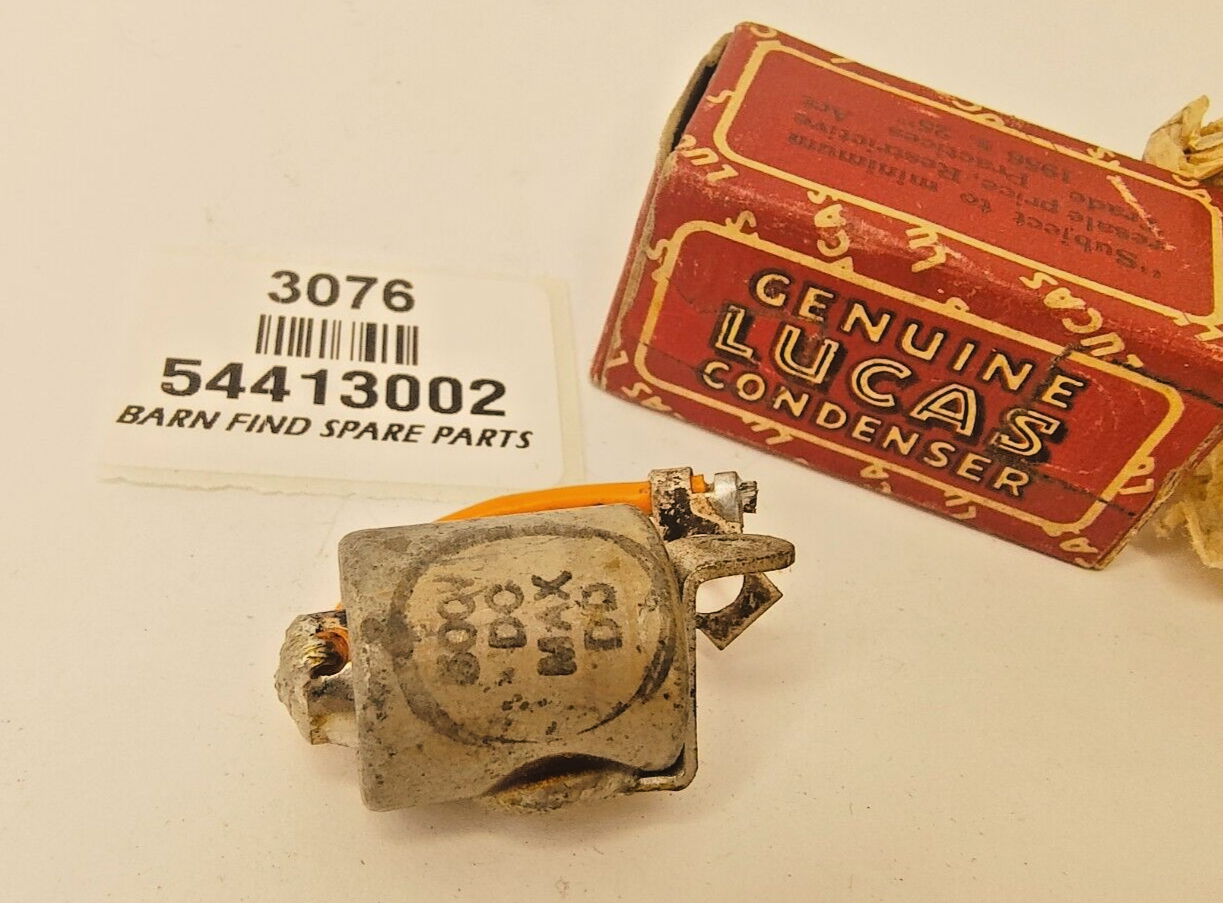 3076
54413002
BARN FIND SPARE PARTS
GENUINE
LUCAS
CONDENSER
"Subject to minimum
resale price, Restrictive
Trade Practices Act
1956 S. 25"
LUCAS
DC
MAX